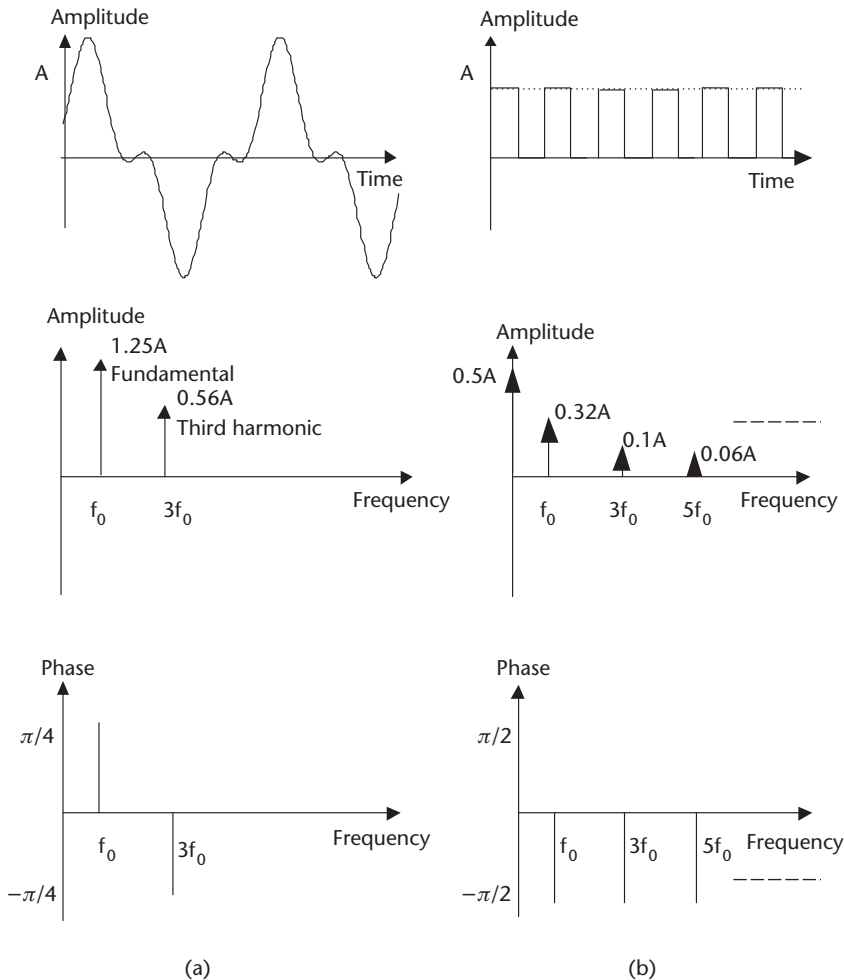 Amplitude
A
Time
Amplitude
A
Time
Amplitude
1.25A
Fundamental
0.56A
Third harmonic
Frequency
f₀
3f₀
Amplitude
0.5A
0.32A
0.1A
0.06A
Frequency
f₀
3f₀
5f₀
Phase
π/4
Frequency
f₀
3f₀
−π/4
Phase
π/2
f₀
3f₀
5f₀
Frequency
−π/2
(a)
(b)